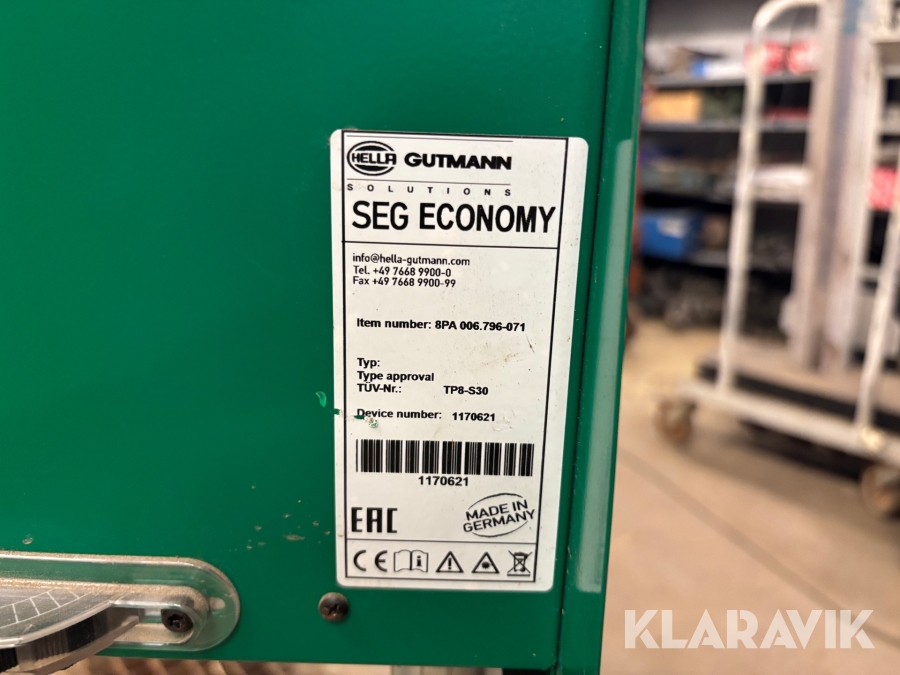 HELLA GUTMANN
SOLUTIONS
SEG ECONOMY
info@hella-gutmann.com
Tel. +49 7668 9900-0
Fax +49 7668 9900-99
Item number: 8PA 006.796-071
Typ:
Type approval
TÜV-Nr.: TP8-S30
Device number: 1170621
1170621
EAC
MADE IN
GERMANY
CE
KLARAVIK